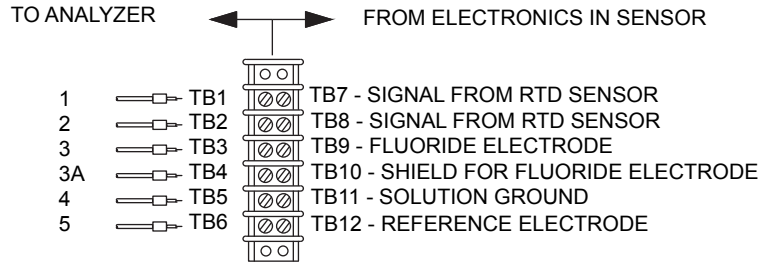 TO ANALYZER FROM ELECTRONICS IN SENSOR
1 TB1 TB7 - SIGNAL FROM RTD SENSOR
2 TB2 TB8 - SIGNAL FROM RTD SENSOR
3 TB3 TB9 - FLUORIDE ELECTRODE
3A TB4 TB10 - SHIELD FOR FLUORIDE ELECTRODE
4 TB5 TB11 - SOLUTION GROUND
5 TB6 TB12 - REFERENCE ELECTRODE